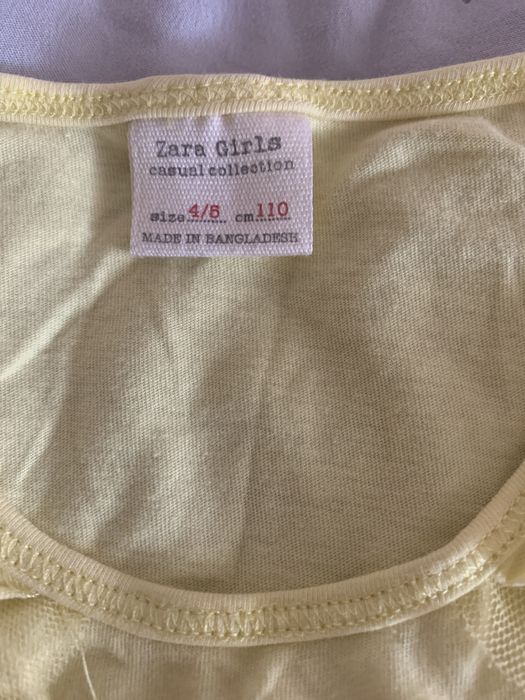 Zara Girls
casual collection
size 4/5 cm 110
MADE IN BANGLADESH